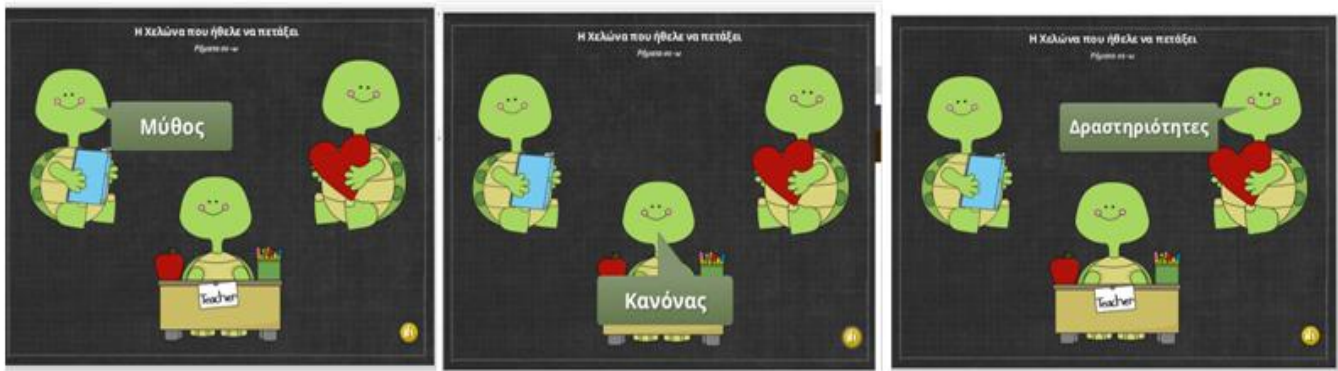 Η Χελώνα που ήθελε να πετάξει
Ρήματα σε -ω
Μύθος
Teacher
Η Χελώνα που ήθελε να πετάξει
Ρήματα σε -ω
Κανόνας
Η Χελώνα που ήθελε να πετάξει
Ρήματα σε -ω
Δραστηριότητες
Teacher